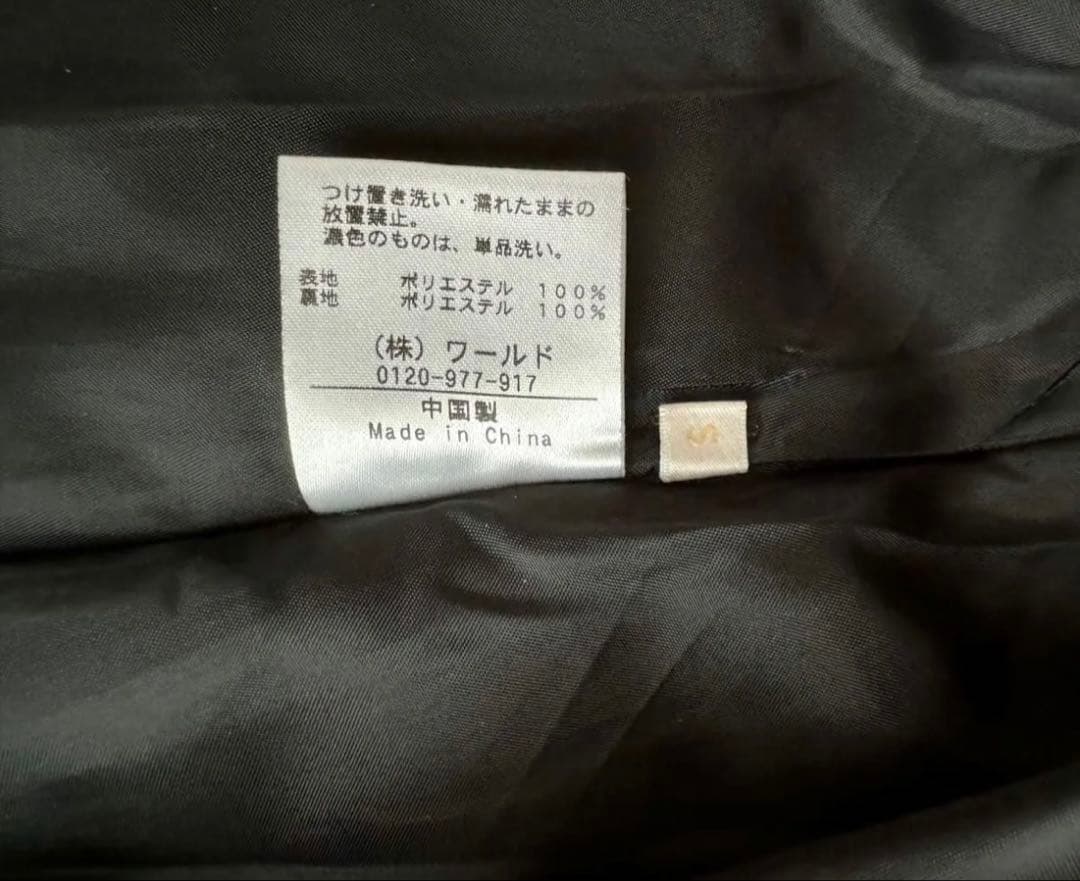 つけ置き洗い・濡れたままの
放置禁止。
濃色のものは、単品洗い。
表地 ポリエステル 100%
裏地 ポリエステル 100%
(株)ワールド
0120-977-917
中国製
Made in China
S